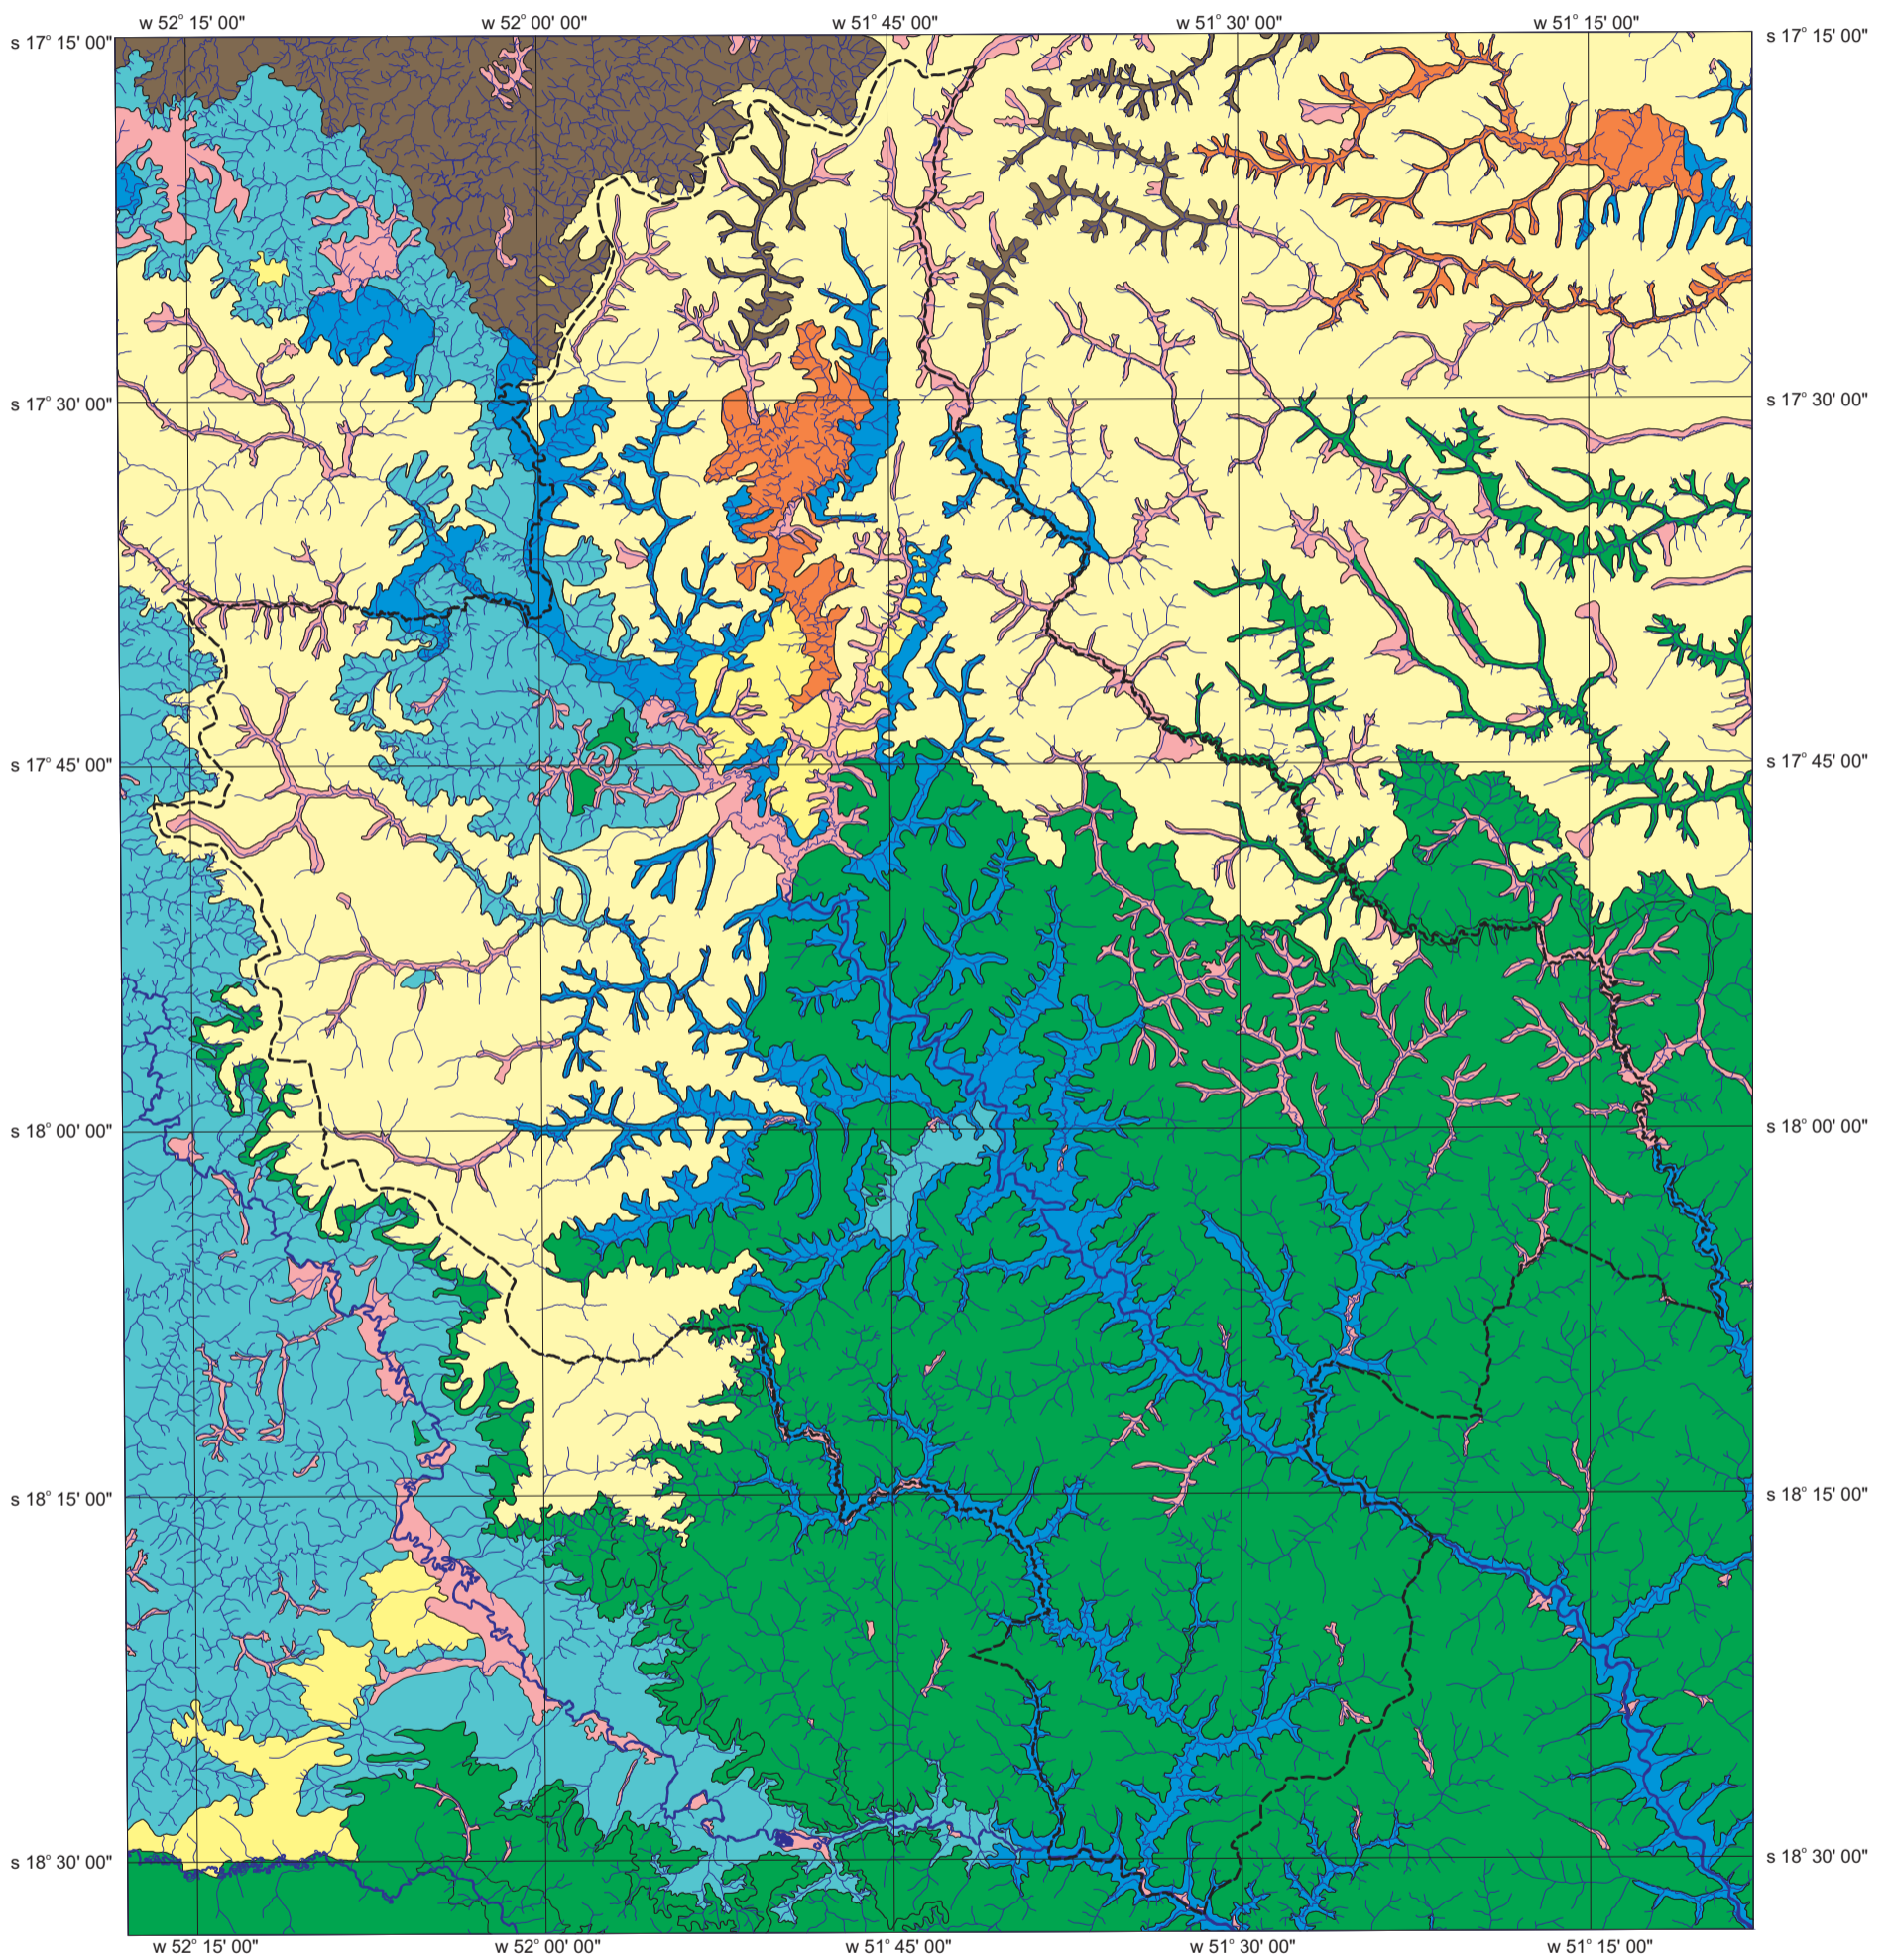 w 52° 15' 00" w 52° 00' 00" w 51° 45' 00" w 51° 30' 00" w 51° 15' 00"
s 17° 15' 00" s 17° 15' 00"
s 17° 30' 00" s 17° 30' 00"
s 17° 45' 00" s 17° 45' 00"
s 18° 00' 00" s 18° 00' 00"
s 18° 15' 00" s 18° 15' 00"
s 18° 30' 00" s 18° 30' 00"
w 52° 15' 00" w 52° 00' 00" w 51° 45' 00" w 51° 30' 00" w 51° 15' 00"